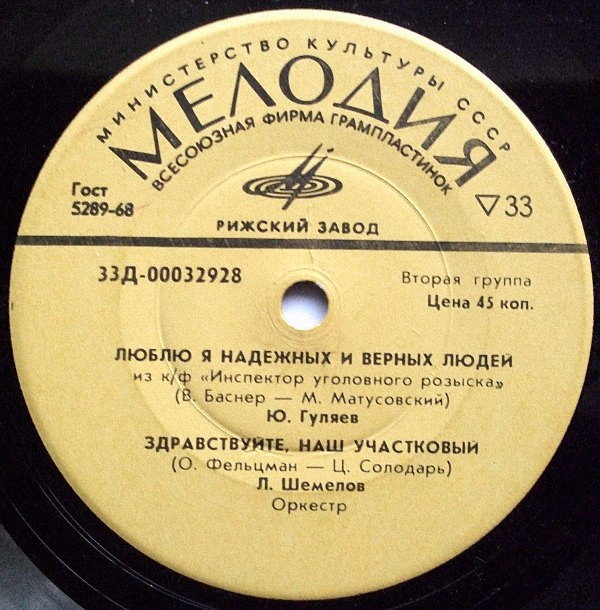 МИНИСТЕРСТВО КУЛЬТУРЫ СССР
МЕЛОДИЯ
ВСЕСОЮЗНАЯ ФИРМА ГРАМПЛАСТИНОК
Гост
5289-68
33
РИЖСКИЙ ЗАВОД
33Д-00032928
Вторая группа
Цена 45 коп.
ЛЮБЛЮ Я НАДЕЖНЫХ И ВЕРНЫХ ЛЮДЕЙ
из к/ф «Инспектор уголовного розыска»
(В. Баснер — М. Матусовский)
Ю. Гуляев
ЗДРАВСТВУЙТЕ, НАШ УЧАСТКОВЫЙ
(О. Фельцман — Ц. Солодарь)
Л. Шемелов
Оркестр